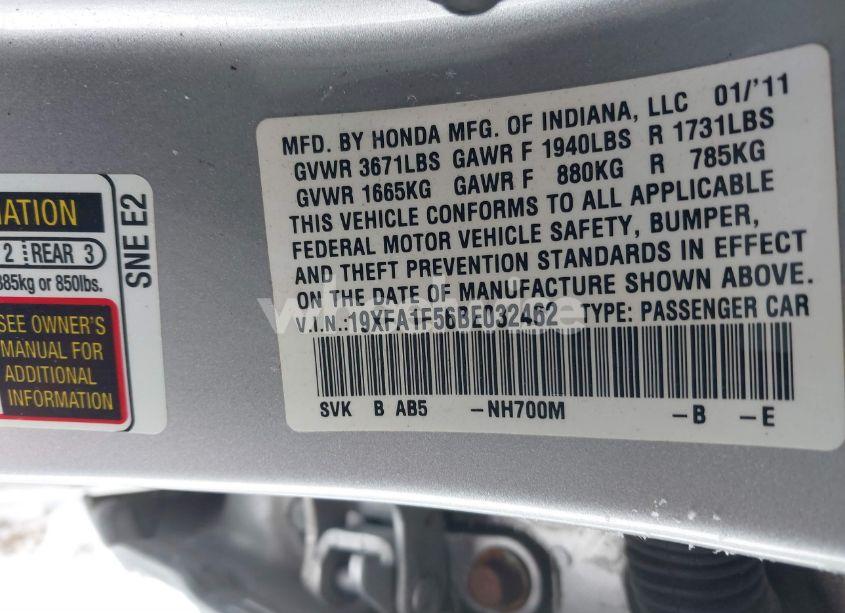 MATION
2 REAR 3
385kg or 850lbs.
SEE OWNER'S
MANUAL FOR
ADDITIONAL
INFORMATION
SNE E2
MFD. BY HONDA MFG. OF INDIANA, LLC 01/'11
GVWR 3671LBS GAWR F 1940LBS R 1731LBS
GVWR 1665KG GAWR F 880KG R 785KG
THIS VEHICLE CONFORMS TO ALL APPLICABLE
FEDERAL MOTOR VEHICLE SAFETY, BUMPER,
AND THEFT PREVENTION STANDARDS IN EFFECT
ON THE DATE OF MANUFACTURE SHOWN ABOVE.
V.I.N.:19XFA1F56BE032462 TYPE: PASSENGER CAR
SVK B AB5 -NH700M -B -E